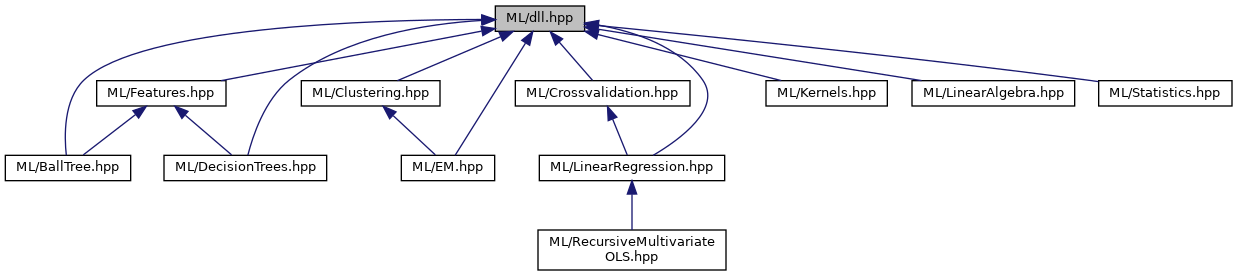 ML/dll.hpp
ML/Features.hpp
ML/Clustering.hpp
ML/Crossvalidation.hpp
ML/Kernels.hpp
ML/LinearAlgebra.hpp
ML/Statistics.hpp
ML/BallTree.hpp
ML/DecisionTrees.hpp
ML/EM.hpp
ML/LinearRegression.hpp
ML/RecursiveMultivariate
OLS.hpp